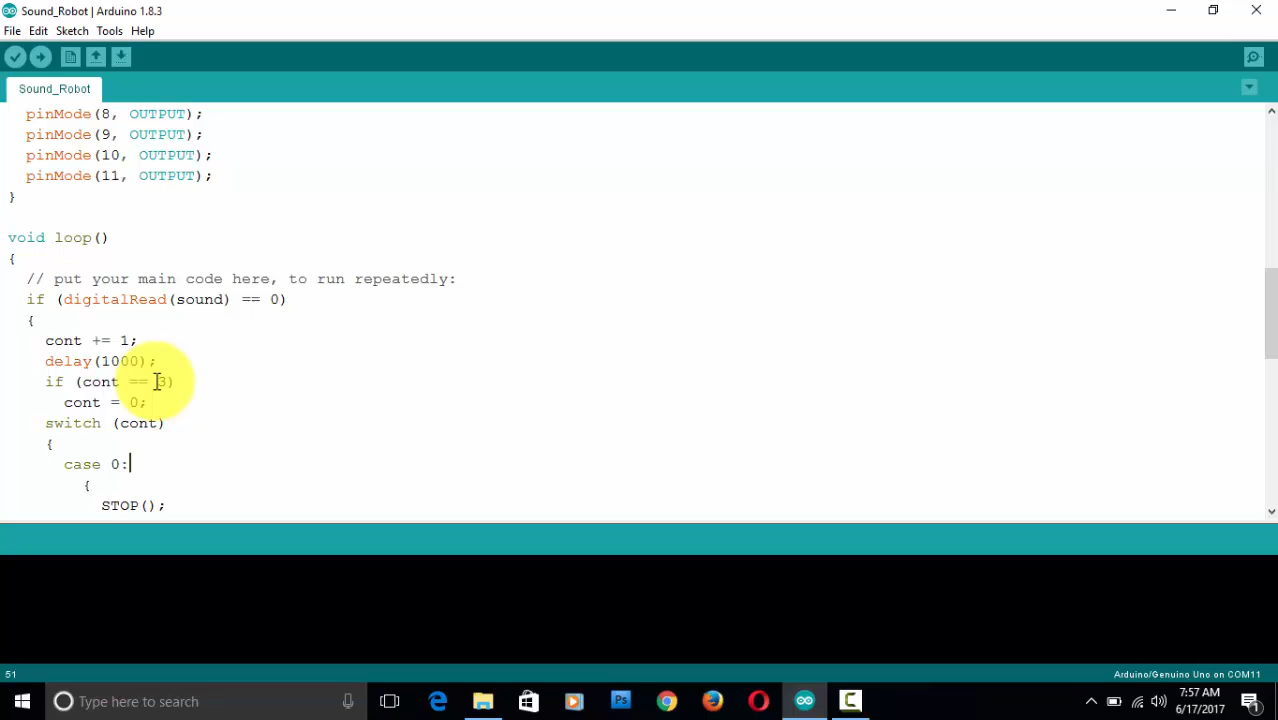 Sound_Robot | Arduino 1.8.3
File Edit Sketch Tools Help
Sound_Robot
pinMode(8, OUTPUT);
pinMode(9, OUTPUT);
pinMode(10, OUTPUT);
pinMode(11, OUTPUT);
}
void loop()
{
// put your main code here, to run repeatedly:
if (digitalRead(sound) == 0)
{
cont += 1;
delay(1000);
if (cont == 3)
cont = 0;
switch (cont)
{
case 0:
{
STOP();
51
Arduino/Genuino Uno on COM11
Type here to search
Ps
C
7:57 AM
6/17/2017
1